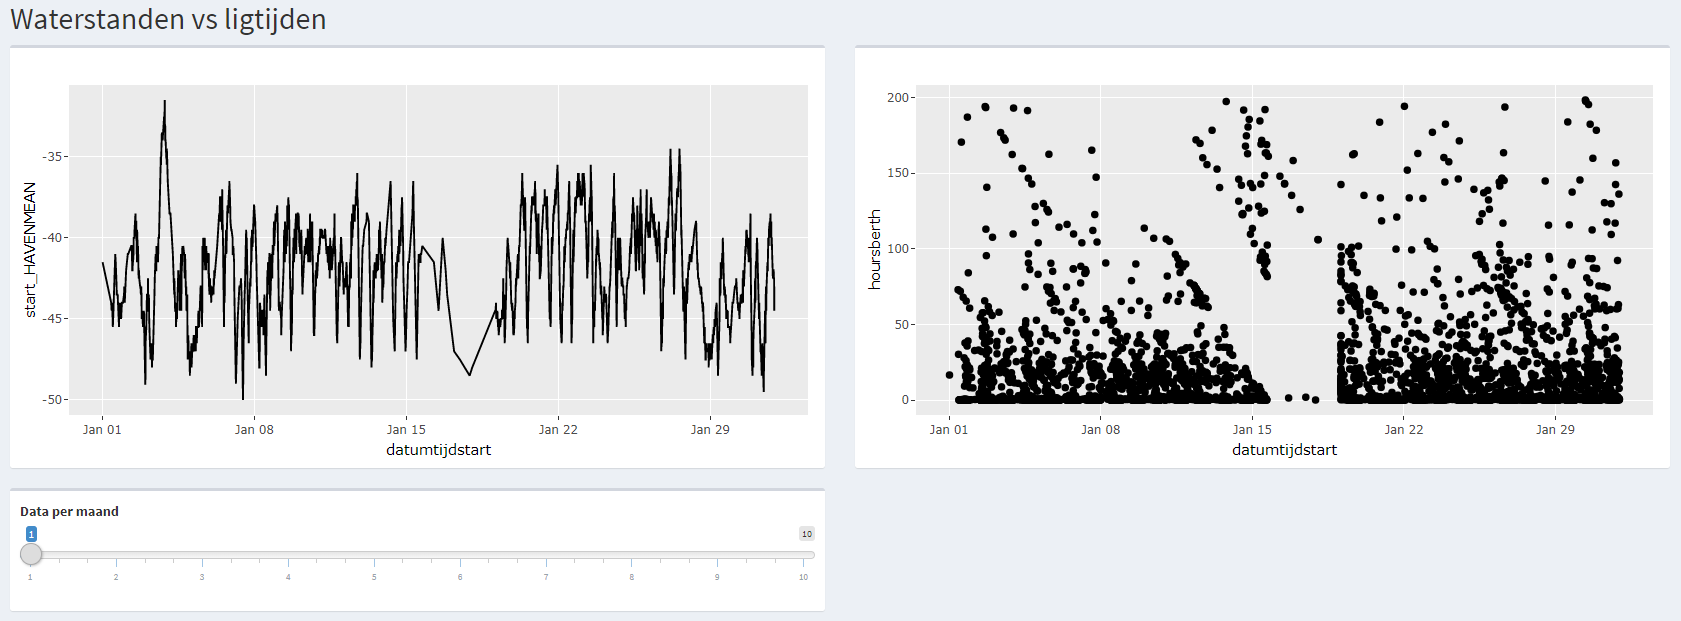 Waterstanden vs ligtijden
start_HAVENMEAN
-35
-40
-45
-50
Jan 01
Jan 08
Jan 15
Jan 22
Jan 29
datumtijdstart
hoursberth
200
150
100
50
0
Jan 01
Jan 08
Jan 15
Jan 22
Jan 29
datumtijdstart
Data per maand
1
10
1
2
3
4
5
6
7
8
9
10